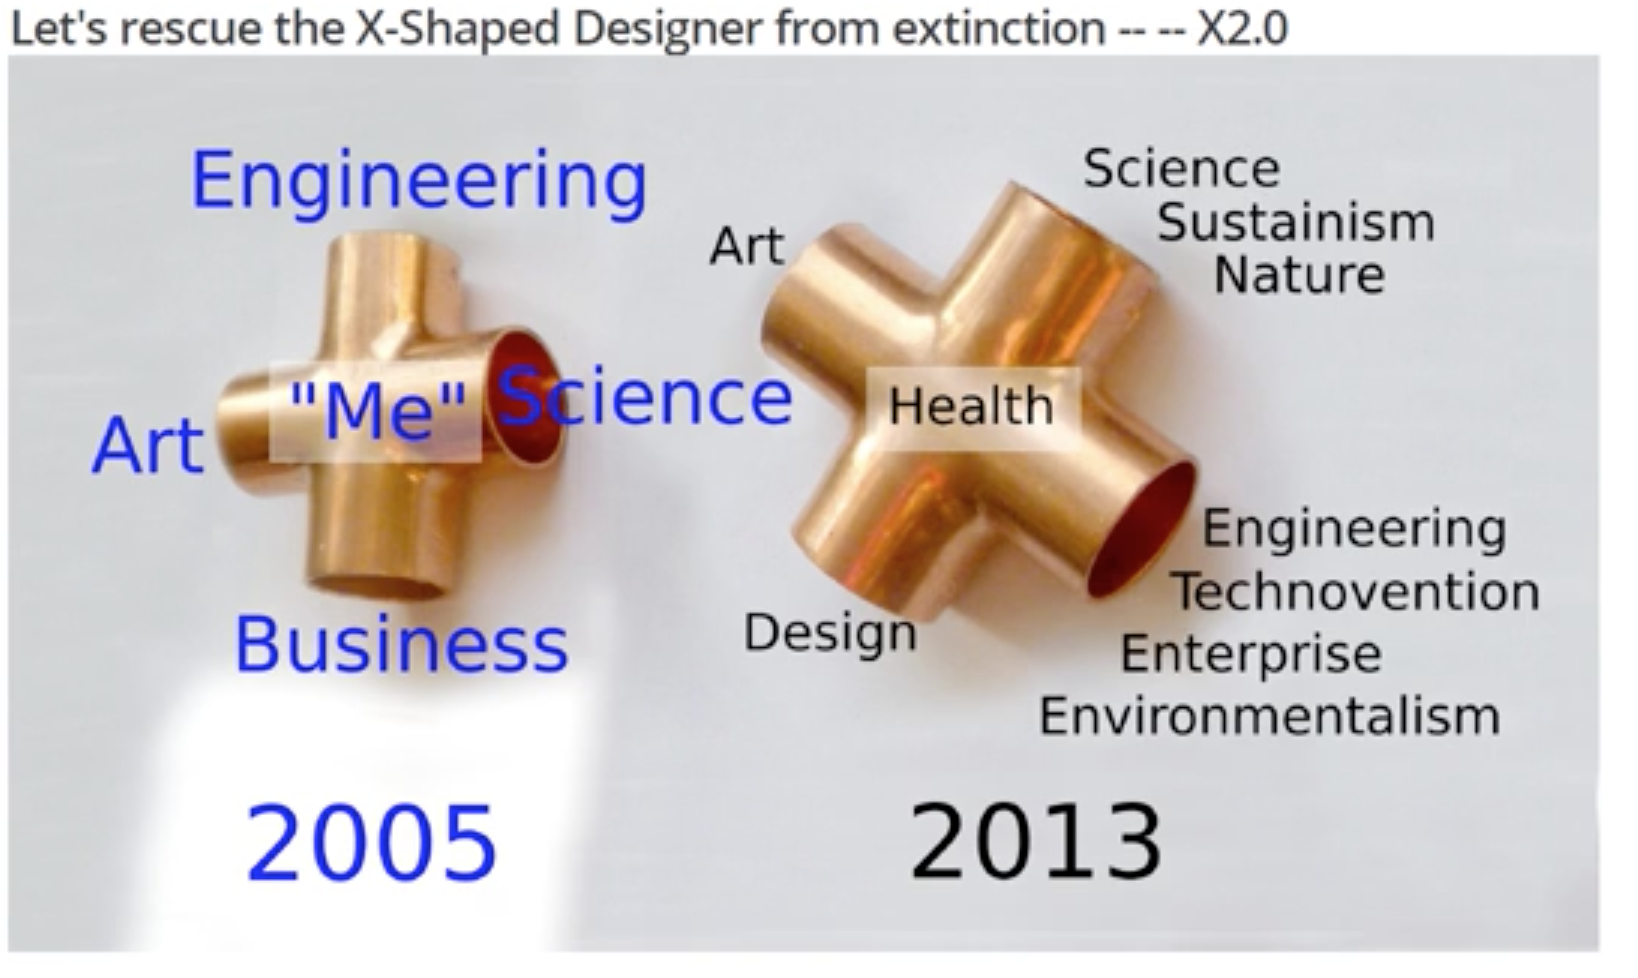 Let's rescue the X-Shaped Designer from extinction -- -- X2.0
Engineering
"Me"
Science
Art
Business
2005
Art
Science
Sustainism
Nature
Health
Design
Engineering
Technovention
Enterprise
Environmentalism
2013